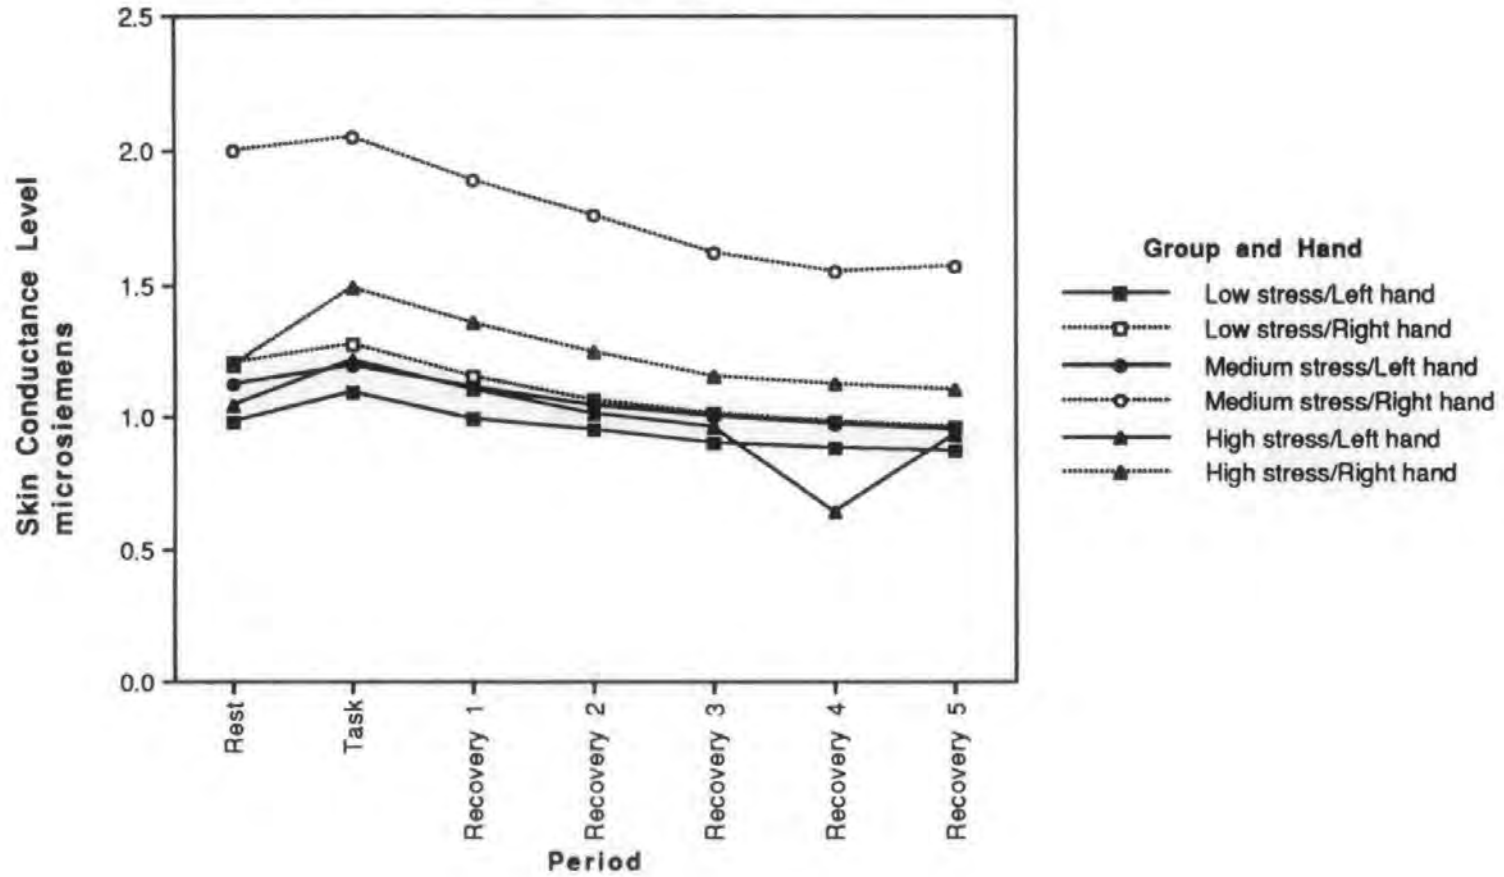 2.5
2.0
1.5
1.0
0.5
0.0
Skin Conductance Level
microsiemens
Rest
Task
Recovery 1
Recovery 2
Recovery 3
Recovery 4
Recovery 5
Period
Group and Hand
Low stress/Left hand
Low stress/Right hand
Medium stress/Left hand
Medium stress/Right hand
High stress/Left hand
High stress/Right hand